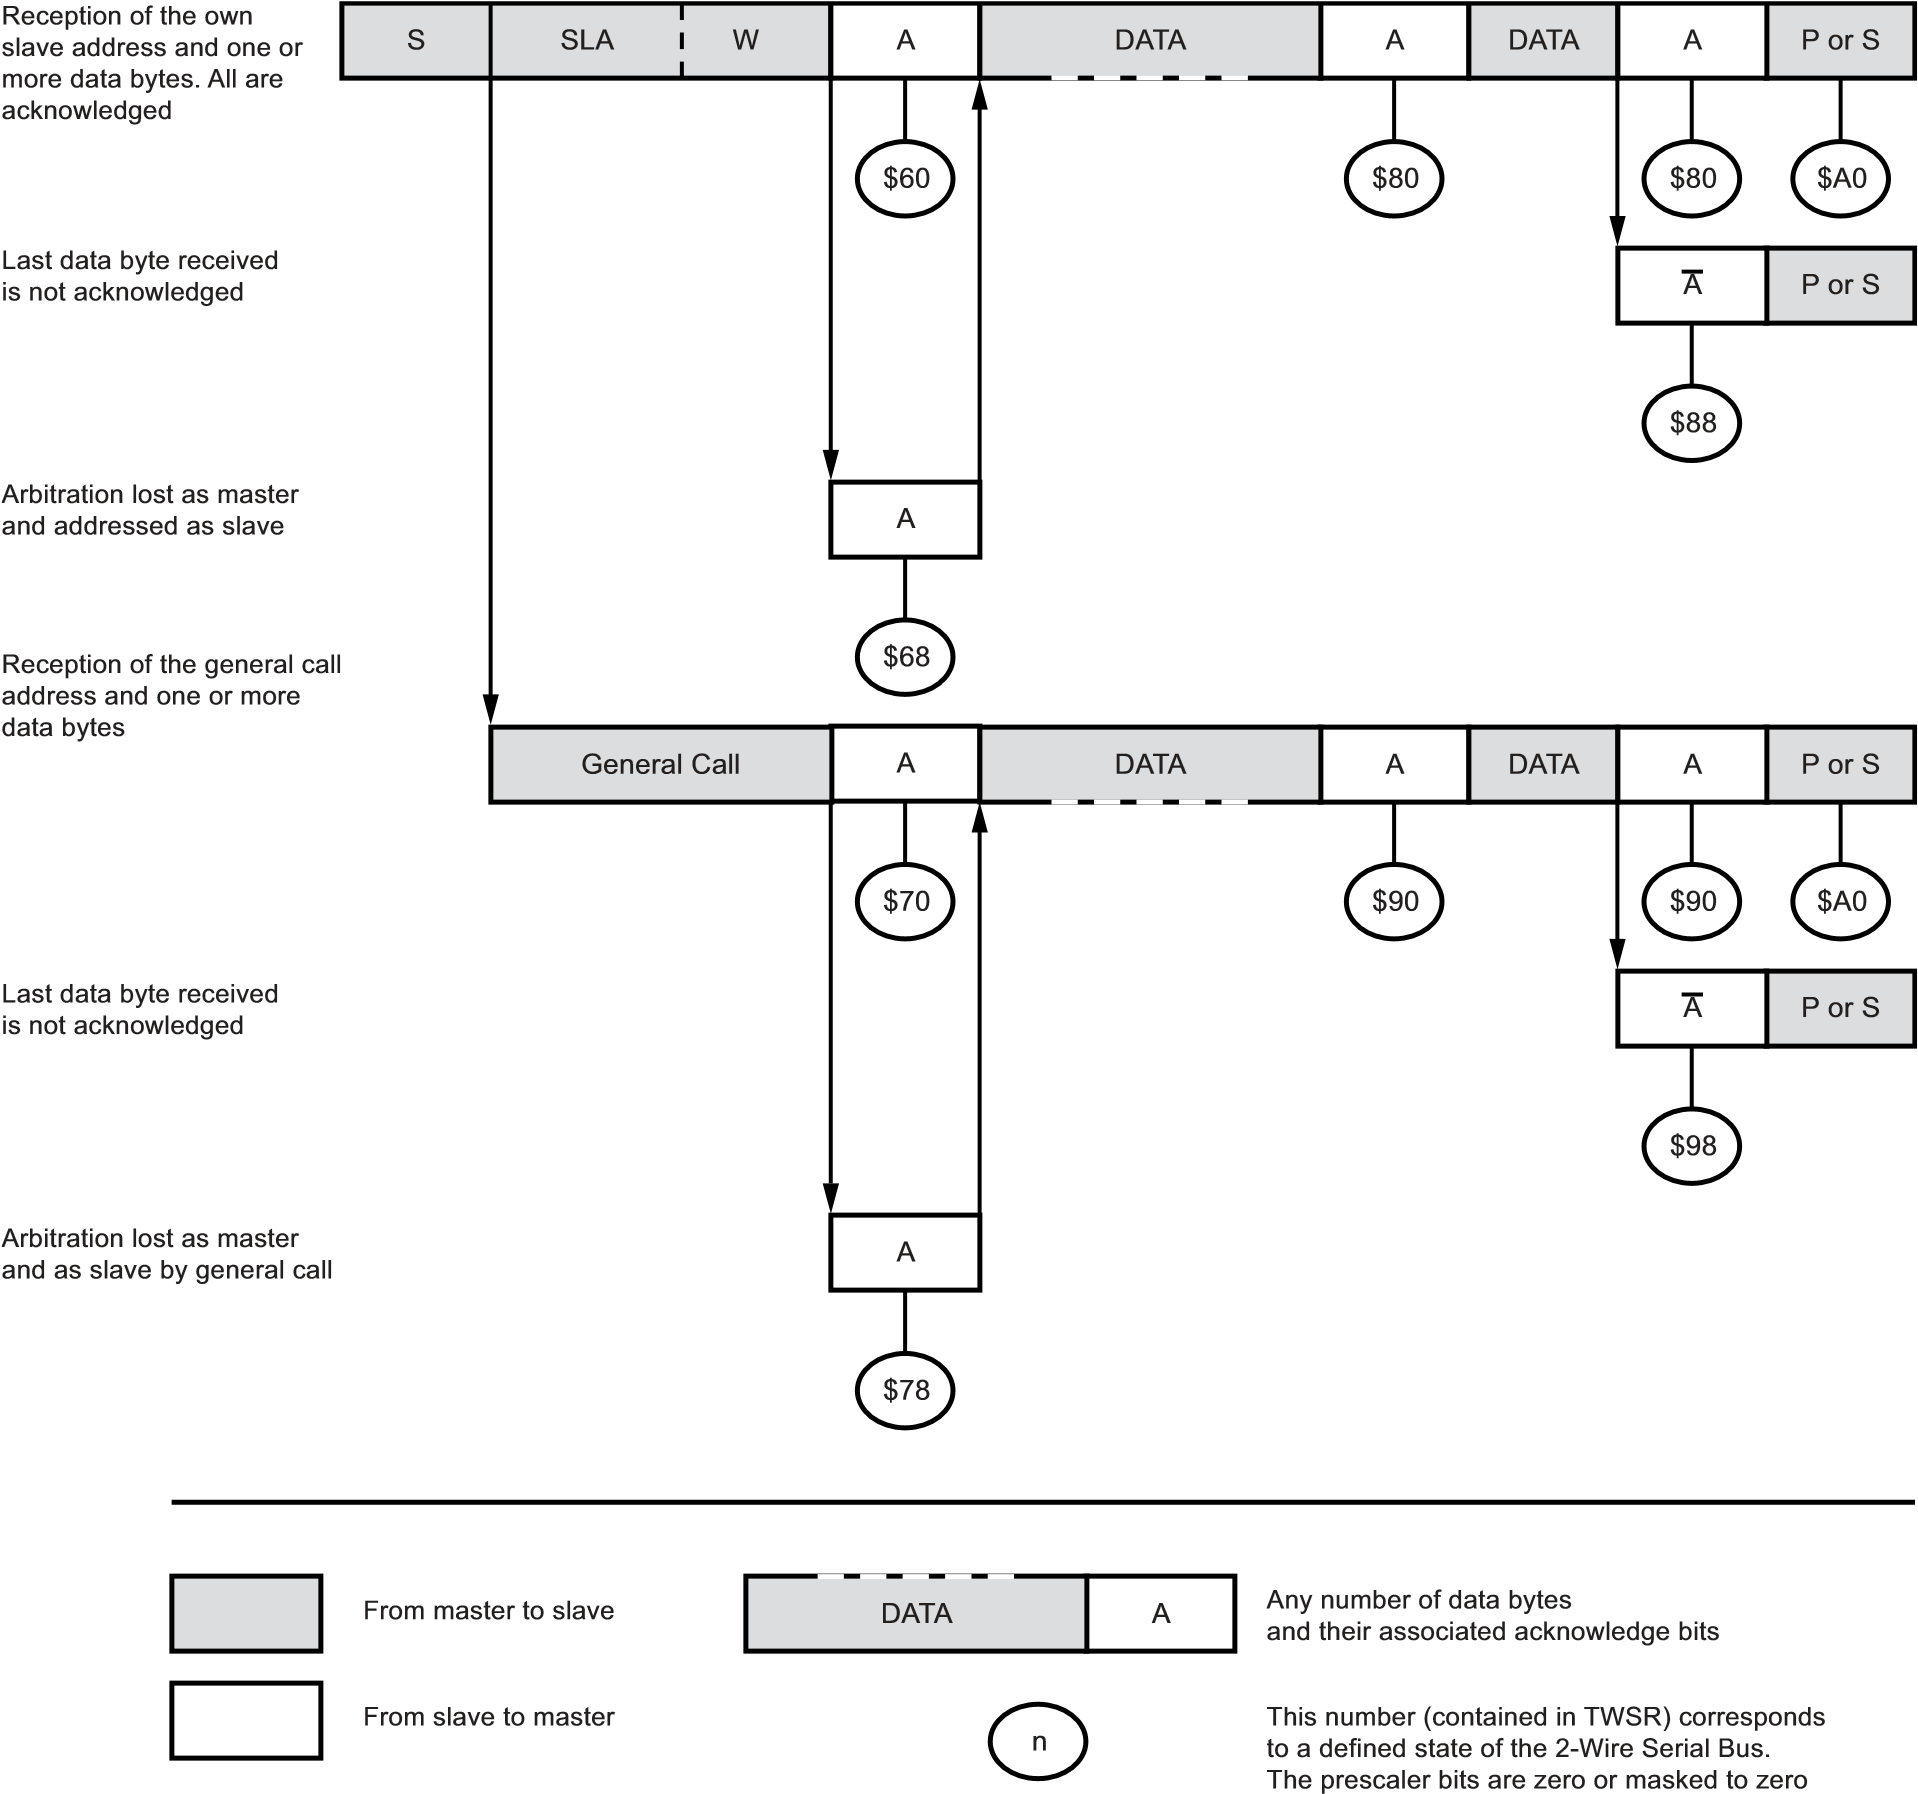 Reception of the own
slave address and one or
more data bytes. All are
acknowledged
S SLA W A DATA A DATA A P or S
$60 $80 $80 $A0
Last data byte received
is not acknowledged
A̅ P or S
$88
Arbitration lost as master
and addressed as slave
A
$68
Reception of the general call
address and one or more
data bytes
General Call A DATA A DATA A P or S
$70 $90 $90 $A0
Last data byte received
is not acknowledged
A̅ P or S
$98
Arbitration lost as master
and as slave by general call
A
$78
From master to slave
DATA A
Any number of data bytes
and their associated acknowledge bits
From slave to master
n
This number (contained in TWSR) corresponds
to a defined state of the 2-Wire Serial Bus.
The prescaler bits are zero or masked to zero